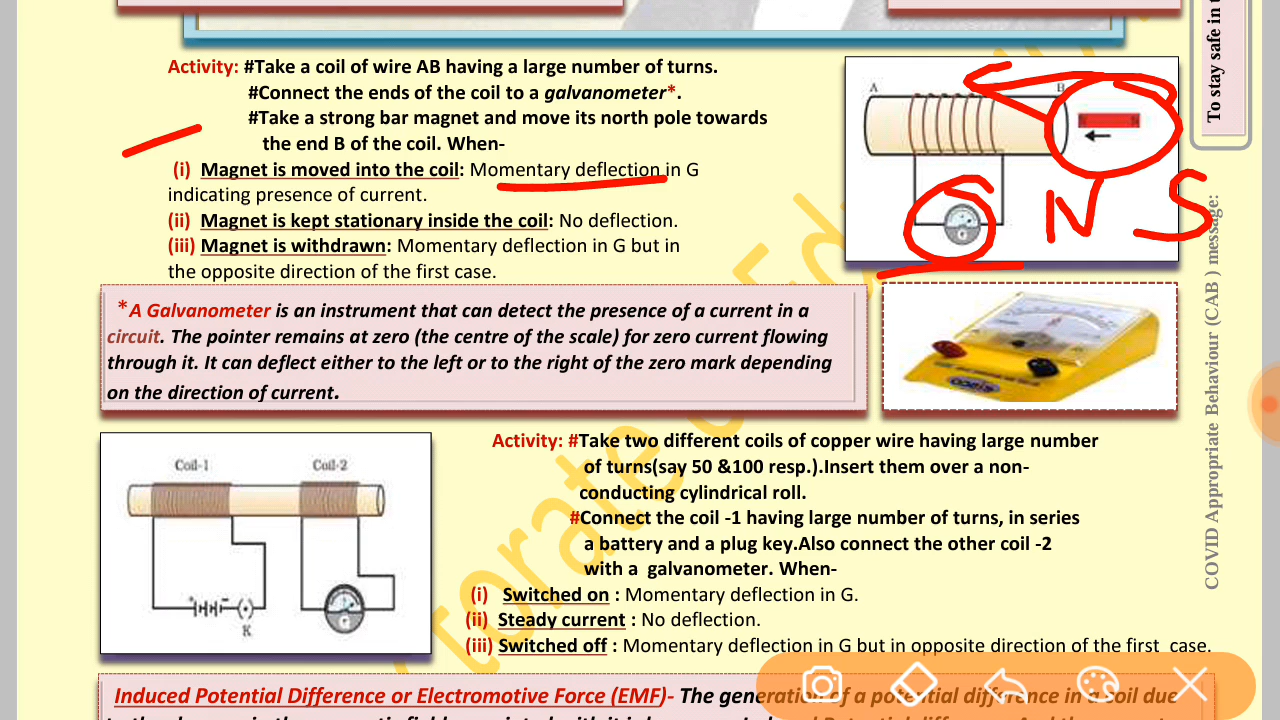 Activity: #Take a coil of wire AB having a large number of turns.
#Connect the ends of the coil to a galvanometer*.
#Take a strong bar magnet and move its north pole towards
the end B of the coil. When-
(i) Magnet is moved into the coil: Momentary deflection in G
indicating presence of current.
(ii) Magnet is kept stationary inside the coil: No deflection.
(iii) Magnet is withdrawn: Momentary deflection in G but in
the opposite direction of the first case.
A B
G
N S
To stay safe in t
COVID Appropriate Behaviour (CAB ) message:
*A Galvanometer is an instrument that can detect the presence of a current in a
circuit. The pointer remains at zero (the centreof the scale) for zero current flowing
through it. It can deflect either to the left or to the right of the zero mark depending
on the direction of current.
Coil-1 Coil-2
K
G
Activity: #Take two different coils of copper wire having large number
of turns(say 50 &100 resp.).Insert them over a non-
conducting cylindrical roll.
#Connect the coil -1 having large number of turns, in series
a battery and a plug key.Also connect the other coil -2
with a galvanometer. When-
(i) Switched on : Momentary deflection in G.
(ii) Steady current : No deflection.
(iii) Switched off : Momentary deflection in G but in opposite direction of the first case.
Induced Potential Difference or Electromotive Force (EMF)- The generation of a potential difference in a coil due